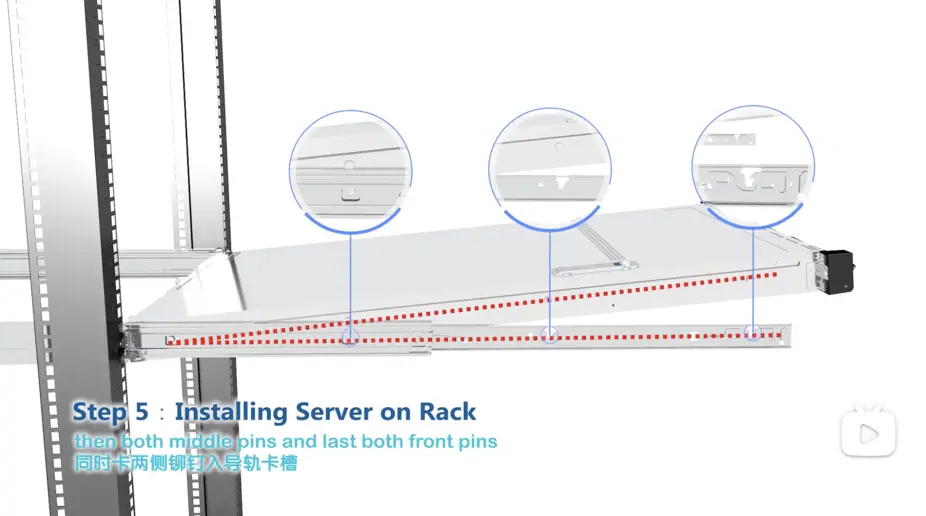 Step 5：Installing Server on Rack
then both middle pins and last both front pins
同时卡两侧铆钉入导轨卡槽